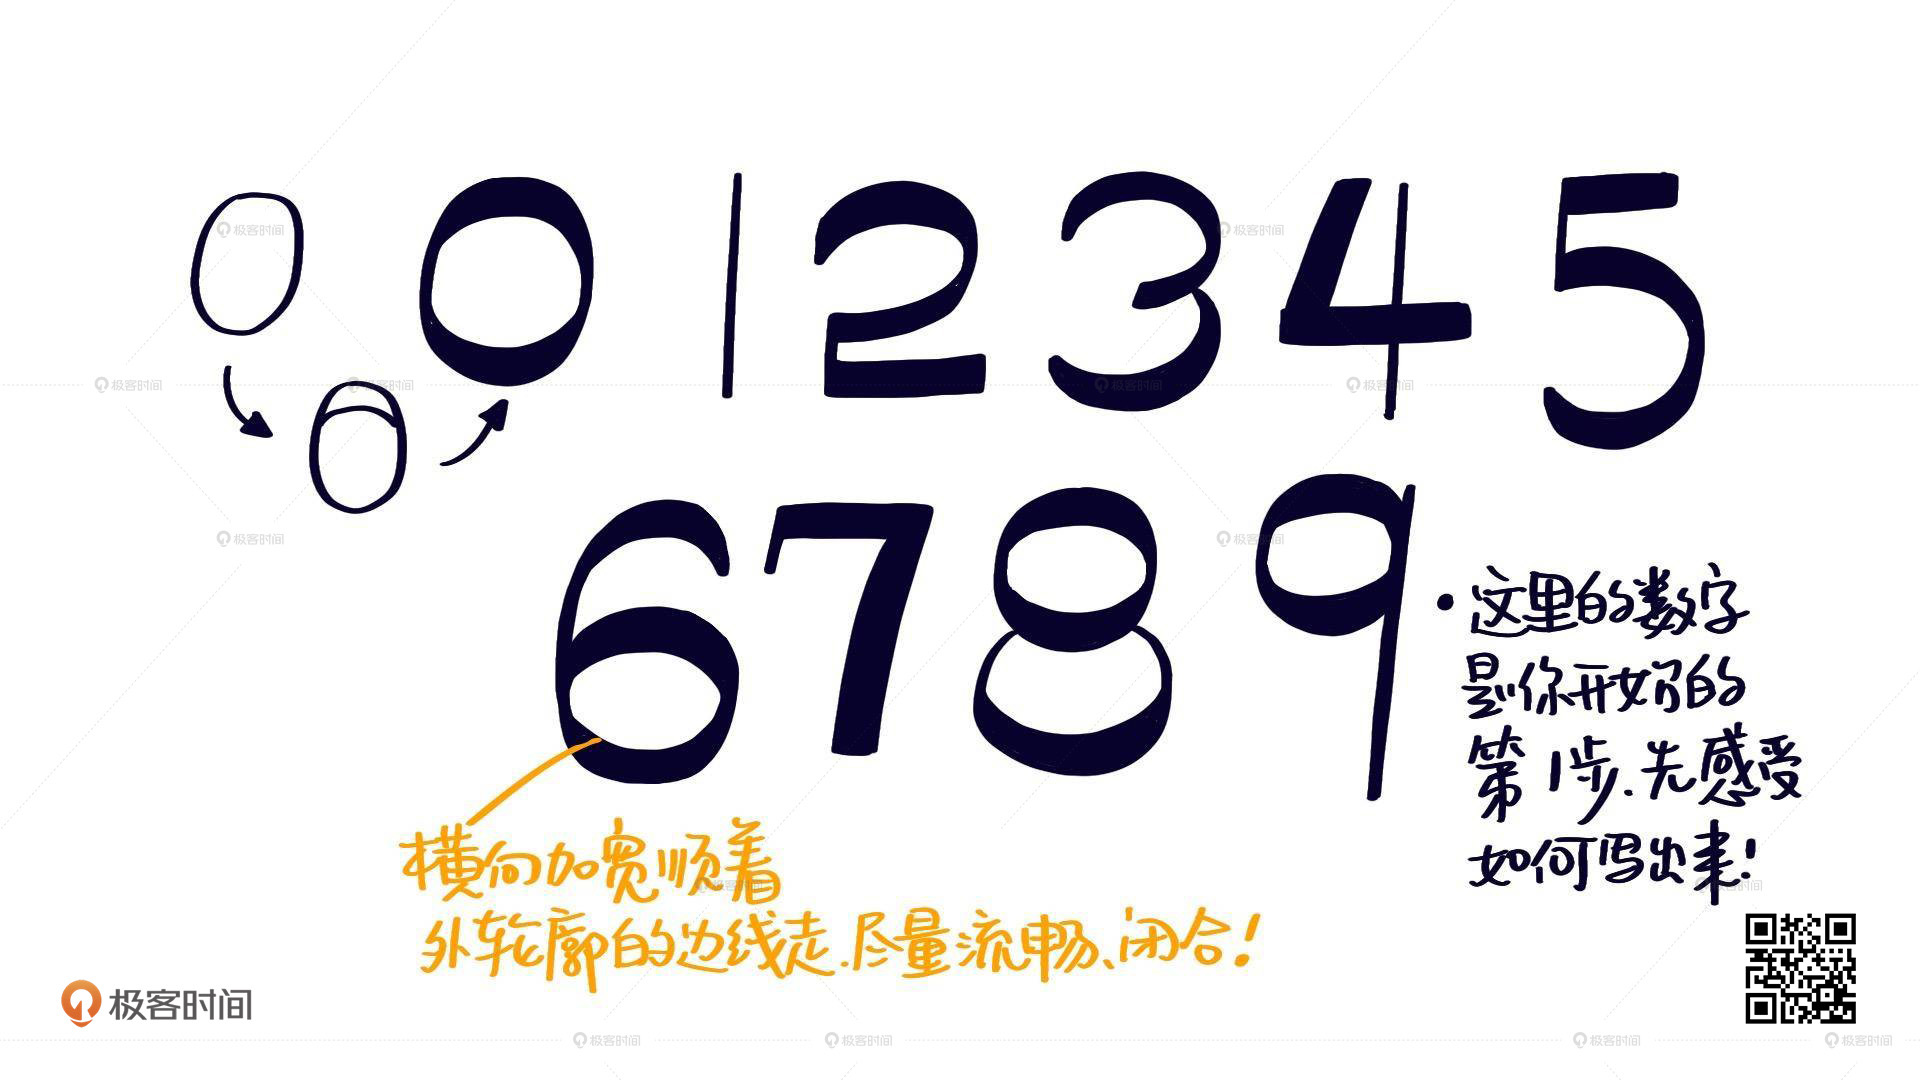 0 0 1 2 3 4 5
0
6 7 8 9
·这里的数字
是你开始的
第1步.先感受
如何写出来!
横向加宽顺着
外轮廓的边线走.尽量流畅、闭合!
极客时间